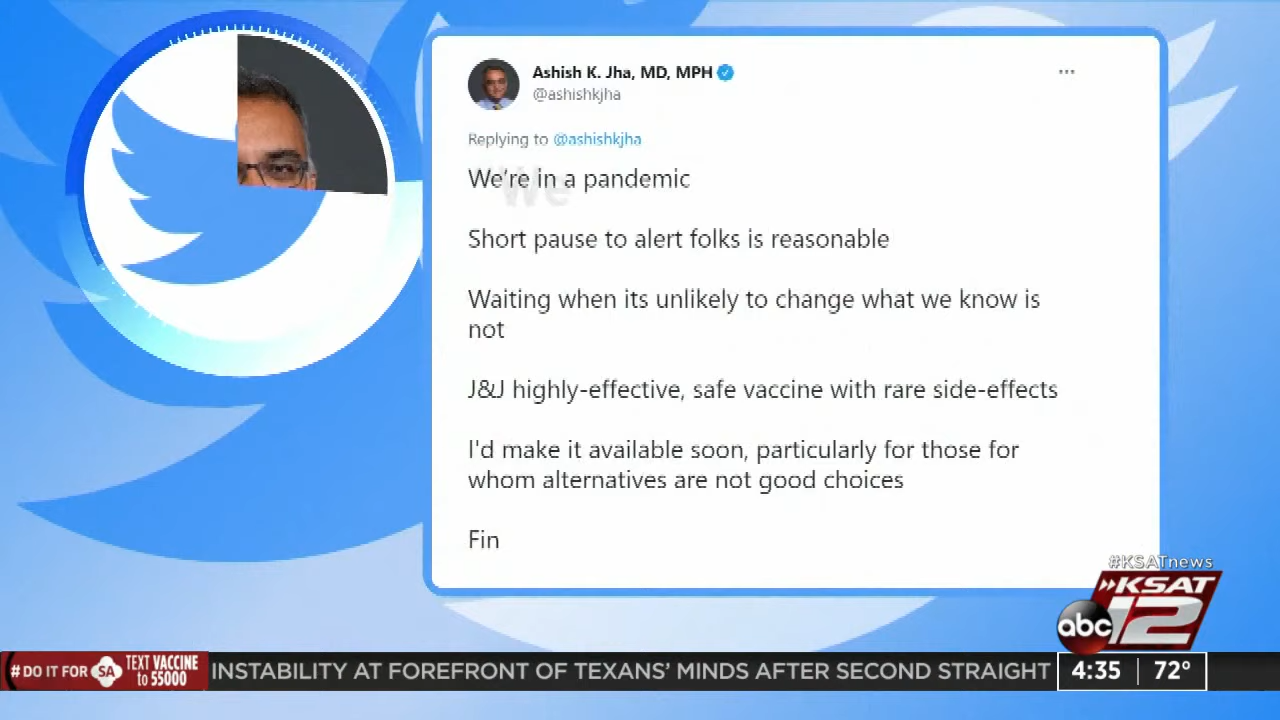 Ashish K. Jha, MD, MPH
@ashishkjha
Replying to @ashishkjha
We're in a pandemic
We
Short pause to alert folks is reasonable
Waiting when its unlikely to change what we know is
not
J&J highly-effective, safe vaccine with rare side-effects
I'd make it available soon, particularly for those for
whom alternatives are not good choices
Fin
#KSATnews
KSAT
abc 12
#DO IT FOR SA TEXT VACCINE to 55000
INSTABILITY AT FOREFRONT OF TEXANS' MINDS AFTER SECOND STRAIGHT
4:35 72°